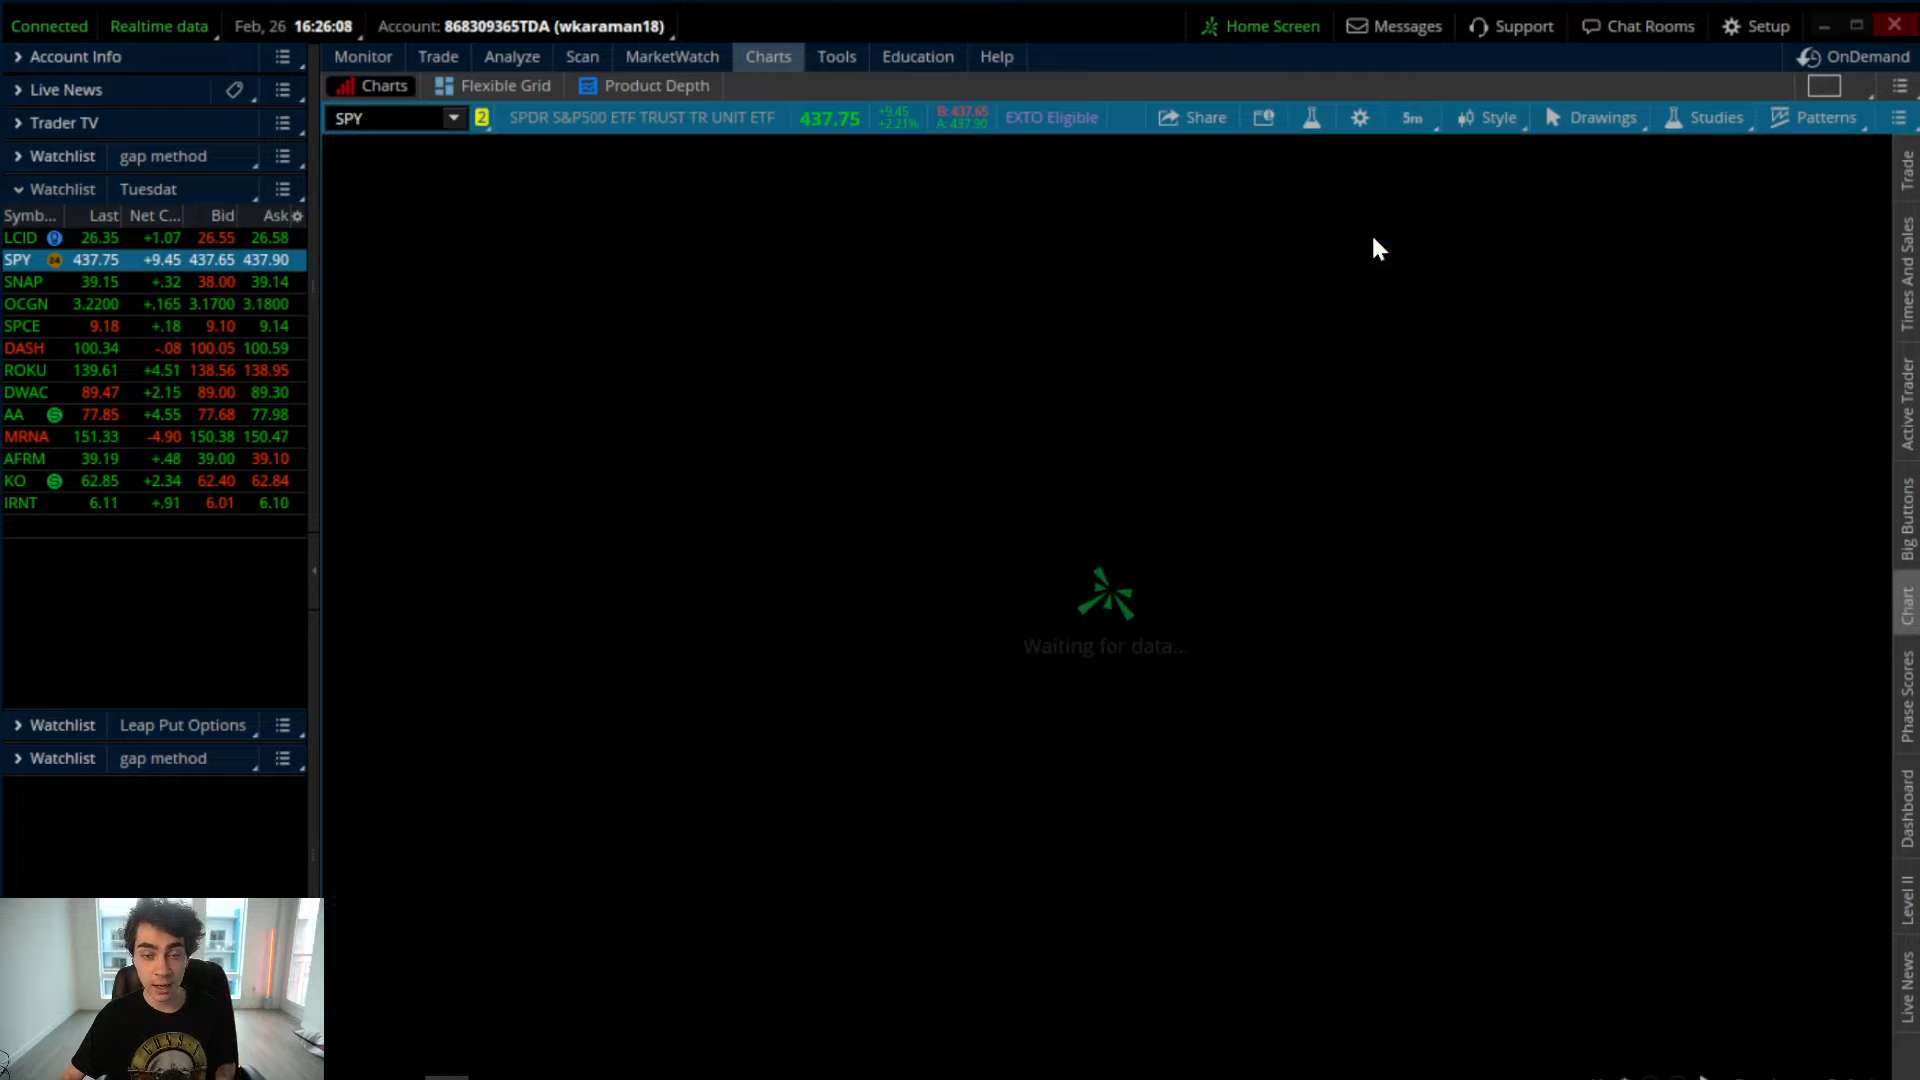 Connected Realtime data Feb, 26 16:26:08 Account: 868309365TDA (wkaraman18) Home Screen Messages Support Chat Rooms Setup
Account Info Monitor Trade Analyze Scan MarketWatch Charts Tools Education Help OnDemand
Live News Charts Flexible Grid Product Depth
Trader TV SPY 2 SPDR S&P500 ETF TRUST TR UNIT ETF 437.75 +9.45 +2.21% B: 437.65 A: 437.90 EXTO Eligible Share 5m Style Drawings Studies Patterns
Watchlist gap method
Watchlist Tuesdat
Symb... Last Net C... Bid Ask
LCID 26.35 +1.07 26.55 26.58
SPY 24 437.75 +9.45 437.65 437.90
SNAP 39.15 +.32 38.00 39.14
OCGN 3.2200 +.165 3.1700 3.1800
SPCE 9.18 +.18 9.10 9.14
DASH 100.34 -.08 100.05 100.59
ROKU 139.61 +4.51 138.56 138.95
DWAC 89.47 +2.15 89.00 89.30
AA 77.85 +4.55 77.68 77.98
MRNA 151.33 -4.90 150.38 150.47
AFRM 39.19 +.48 39.00 39.10
KO 62.85 +2.34 62.40 62.84
IRNT 6.11 +.91 6.01 6.10
Waiting for data...
Watchlist Leap Put Options
Watchlist gap method
Trade
Times And Sales
Active Trader
Big Buttons
Chart
Phase Scores
Dashboard
Level II
Live News